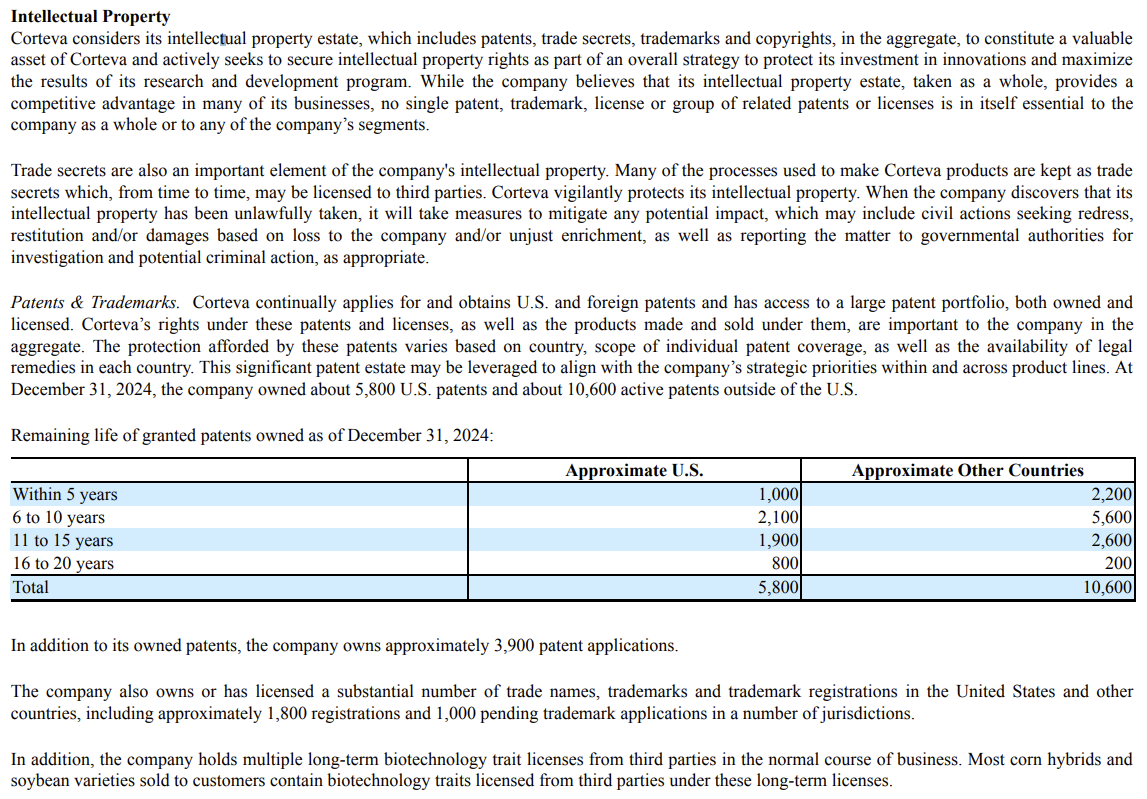 Intellectual Property
Corteva considers its intellectual property estate, which includes patents, trade secrets, trademarks and copyrights, in the aggregate, to constitute a valuable
asset of Corteva and actively seeks to secure intellectual property rights as part of an overall strategy to protect its investment in innovations and maximize
the results of its research and development program. While the company believes that its intellectual property estate, taken as a whole, provides a
competitive advantage in many of its businesses, no single patent, trademark, license or group of related patents or licenses is in itself essential to the
company as a whole or to any of the company’s segments.
Trade secrets are also an important element of the company's intellectual property. Many of the processes used to make Corteva products are kept as trade
secrets which, from time to time, may be licensed to third parties. Corteva vigilantly protects its intellectual property. When the company discovers that its
intellectual property has been unlawfully taken, it will take measures to mitigate any potential impact, which may include civil actions seeking redress,
restitution and/or damages based on loss to the company and/or unjust enrichment, as well as reporting the matter to governmental authorities for
investigation and potential criminal action, as appropriate.
Patents & Trademarks. Corteva continually applies for and obtains U.S. and foreign patents and has access to a large patent portfolio, both owned and
licensed. Corteva’s rights under these patents and licenses, as well as the products made and sold under them, are important to the company in the
aggregate. The protection afforded by these patents varies based on country, scope of individual patent coverage, as well as the availability of legal
remedies in each country. This significant patent estate may be leveraged to align with the company’s strategic priorities within and across product lines. At
December 31, 2024, the company owned about 5,800 U.S. patents and about 10,600 active patents outside of the U.S.
Remaining life of granted patents owned as of December 31, 2024:
Approximate U.S. Approximate Other Countries
Within 5 years 1,000 2,200
6 to 10 years 2,100 5,600
11 to 15 years 1,900 2,600
16 to 20 years 800 200
Total 5,800 10,600
In addition to its owned patents, the company owns approximately 3,900 patent applications.
The company also owns or has licensed a substantial number of trade names, trademarks and trademark registrations in the United States and other
countries, including approximately 1,800 registrations and 1,000 pending trademark applications in a number of jurisdictions.
In addition, the company holds multiple long-term biotechnology trait licenses from third parties in the normal course of business. Most corn hybrids and
soybean varieties sold to customers contain biotechnology traits licensed from third parties under these long-term licenses.